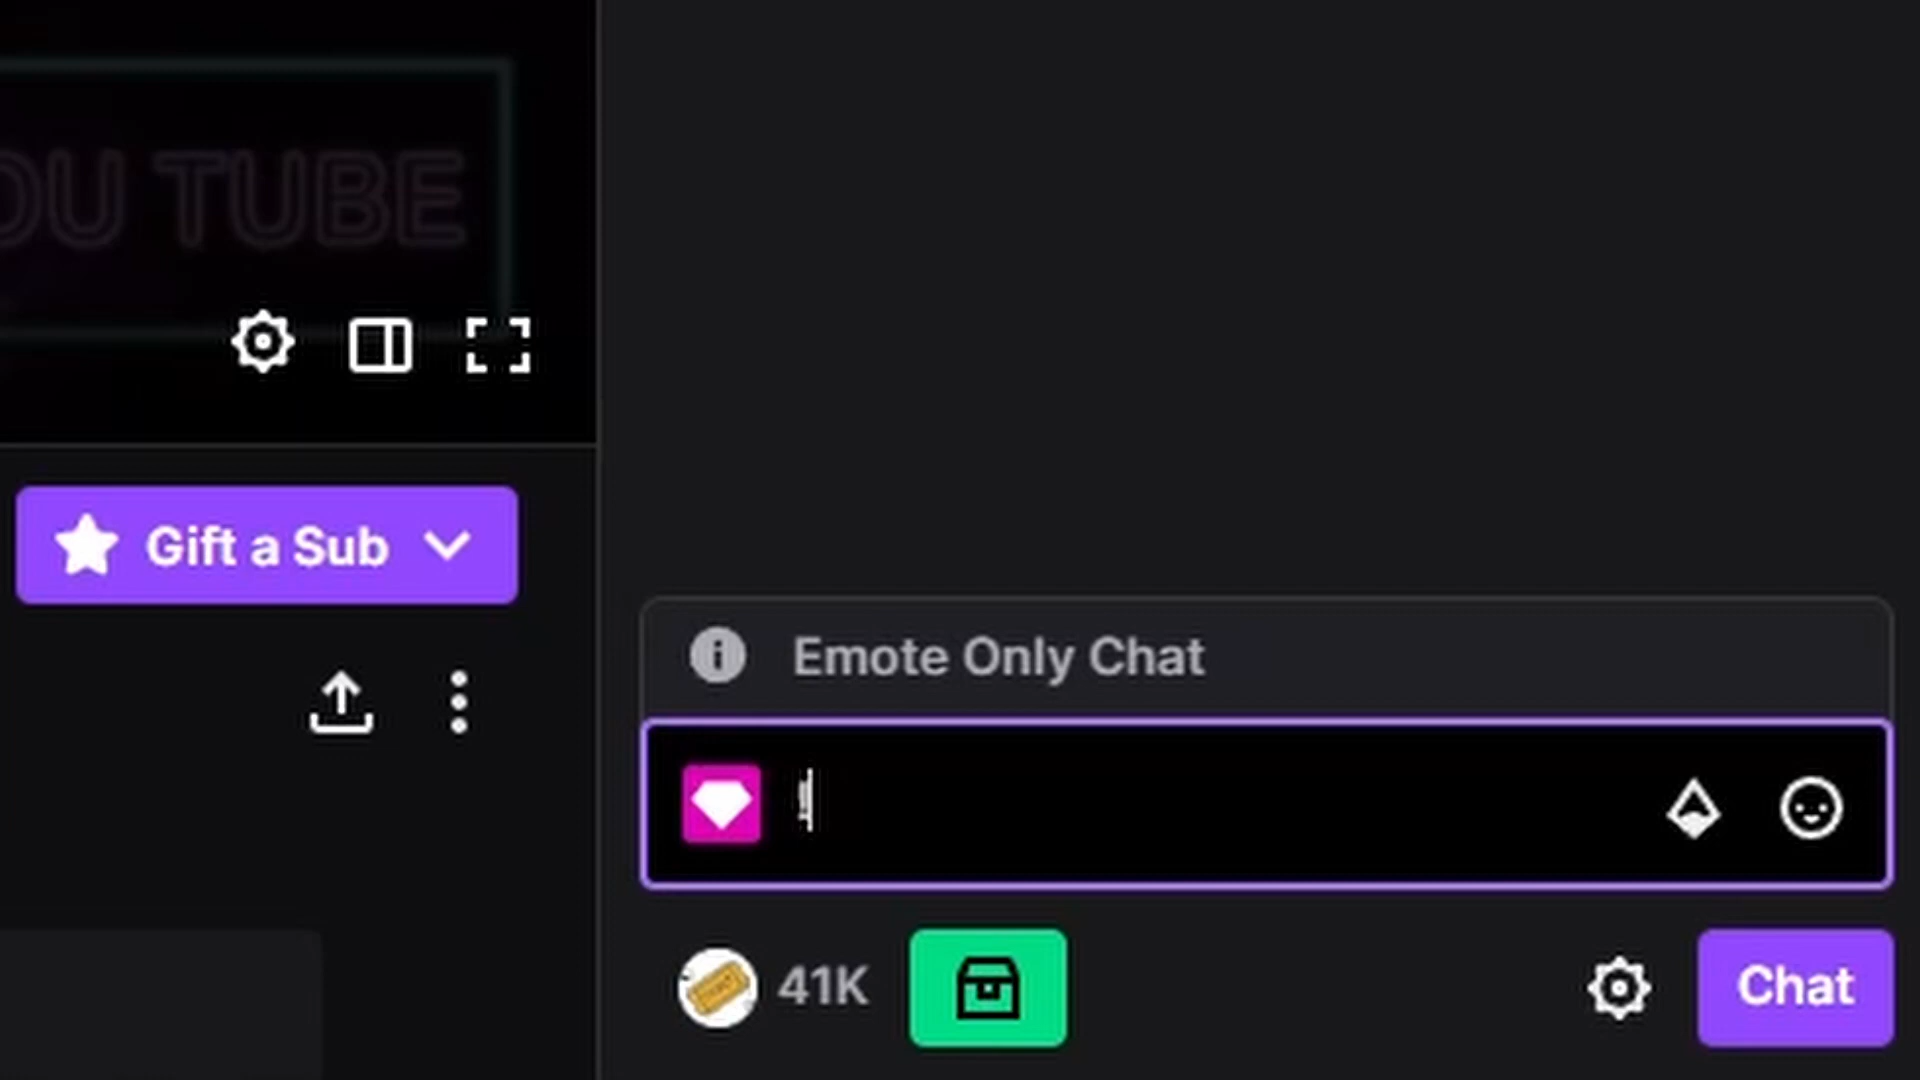 OU TUBE
Gift a Sub
Emote Only Chat
41K
Chat